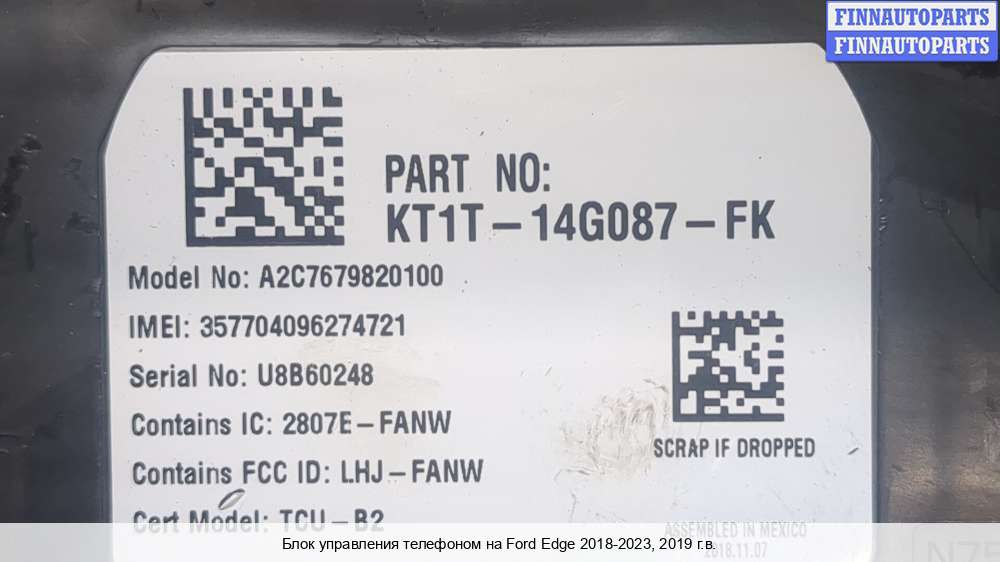 FINNAUTOPARTS
FINNAUTOPARTS
PART NO:
KT1T-14G087-FK
Model No: A2C7679820100
IMEI: 357704096274721
Serial No: U8B60248
Contains IC: 2807E-FANW
Contains FCC ID: LHJ-FANW
SCRAP IF DROPPED
Cert Model: TCU-B2
ASSEMBLED IN MEXICO
2018.11.07
N75
Блок управления телефоном на Ford Edge 2018-2023, 2019 г.в.